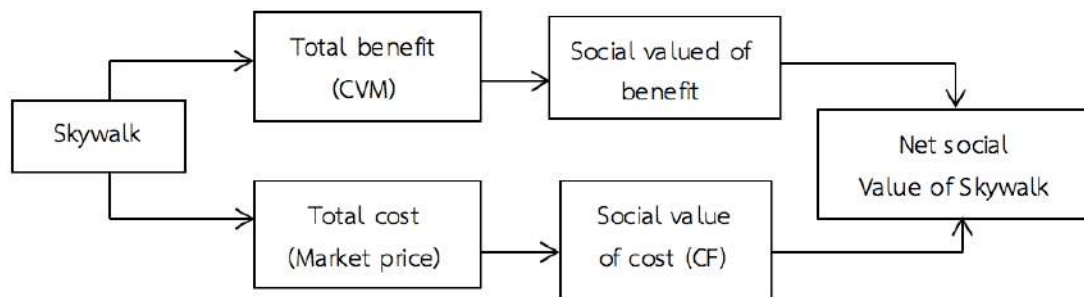 Skywalk
Total benefit
(CVM)
Social valued of
benefit
Total cost
(Market price)
Social value
of cost (CF)
Net social
Value of Skywalk